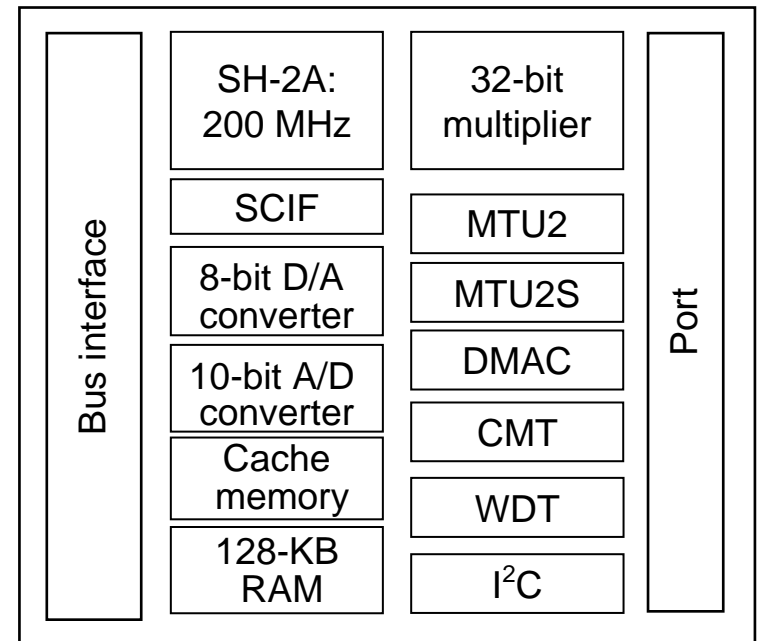 Bus interface
SH-2A:
200 MHz
SCIF
8-bit D/A
converter
10-bit A/D
converter
Cache
memory
128-KB
RAM
32-bit
multiplier
MTU2
MTU2S
DMAC
CMT
WDT
I²C
Port